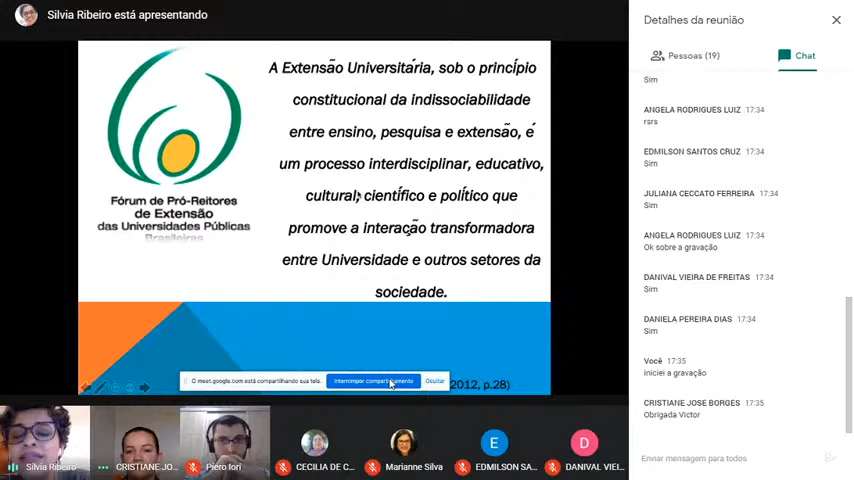 Silvia Ribeiro está apresentando
A Extensão Universitária, sob o princípio
constitucional da indissociabilidade
entre ensino, pesquisa e extensão, é
um processo interdisciplinar, educativo,
cultural, científico e político que
promove a interação transformadora
entre Universidade e outros setores da
sociedade.
Fórum de Pró-Reitores
de Extensão
das Universidades Públicas
Brasileiras
O meet.google.com está compartilhando sua tela.
Interromper compartilhamento
Ocultar
2012, p.28)
Silvia Ribeiro
CRISTIANE JO...
Piero Iori
CECILIA DE C...
Marianne Silva
E
EDMILSON SA...
D
DANIVAL VIEI...
Detalhes da reunião
Pessoas (19)
Chat
Sim
ANGELA RODRIGUES LUIZ 17:34
rsrs
EDMILSON SANTOS CRUZ 17:34
Sim
JULIANA CECCATO FERREIRA 17:34
Sim
ANGELA RODRIGUES LUIZ 17:34
Ok sobre a gravação
DANIVAL VIEIRA DE FREITAS 17:34
Sim
DANIELA PEREIRA DIAS 17:34
Sim
Você 17:35
iniciei a gravação
CRISTIANE JOSE BORGES 17:35
Obrigada Victor
Enviar mensagem para todos